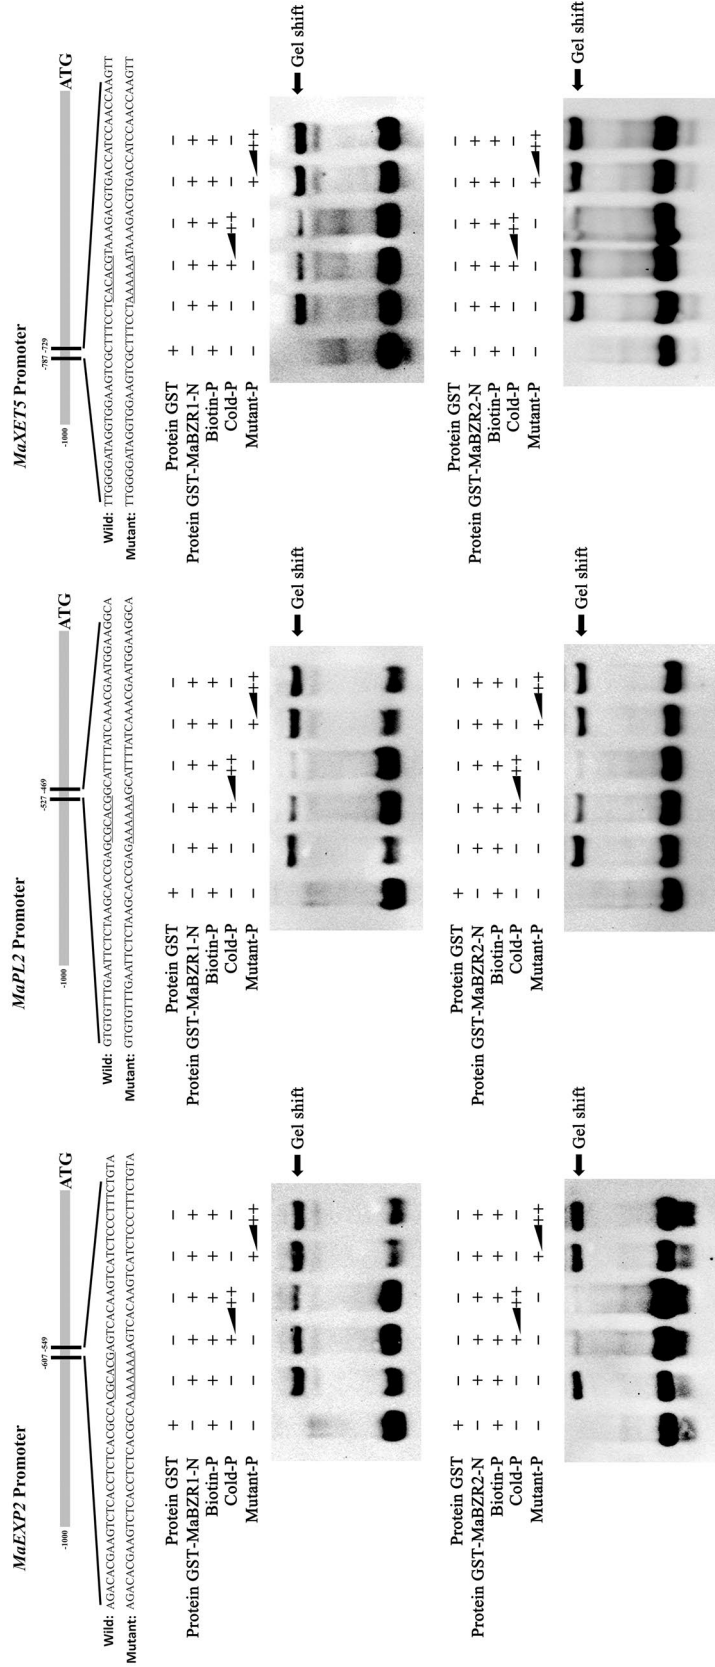 MaEXP2 Promoter
-607 -549
-1000 ATG
Wild: AGACACGAAGTCTCACCTCTCACGCCACGCACGAGTCACAAGTCATCTCCCTTTCTGTA
Mutant: AGACACGAAGTCTCACCTCTCACGCCAAAAAAAAGTCACAAGTCATCTCCCTTTCTGTA
Protein GST + − − − − −
Protein GST-MaBZR1-N − + + + + +
Biotin-P + + + + + +
Cold-P − − + ++ − −
Mutant-P − − − − + ++
Gel shift
Protein GST + − − − − −
Protein GST-MaBZR2-N − + + + + +
Biotin-P + + + + + +
Cold-P − − + ++ − −
Mutant-P − − − − + ++
Gel shift
MaPL2 Promoter
-527 -469
-1000 ATG
Wild: GTGTGTTTGAATTCTCTAAGCACCGAGCGCACGGCATTTTATCAAACGAATGGAAGGCA
Mutant: GTGTGTTTGAATTCTCTAAGCACCGAGAAAAAAGCATTTTATCAAACGAATGGAAGGCA
Protein GST + − − − − −
Protein GST-MaBZR1-N − + + + + +
Biotin-P + + + + + +
Cold-P − − + ++ − −
Mutant-P − − − − + ++
Gel shift
Protein GST + − − − − −
Protein GST-MaBZR2-N − + + + + +
Biotin-P + + + + + +
Cold-P − − + ++ − −
Mutant-P − − − − + ++
Gel shift
MaXET5 Promoter
-787 -729
-1000 ATG
Wild: TTGGGGATAGGTGGAAGTCGCTTTCCTCACACGTAAAGACGTGACCATCCAACCAAGTT
Mutant: TTGGGGATAGGTGGAAGTCGCTTTCCTAAAAAATAAAGACGTGACCATCCAACCAAGTT
Protein GST + − − − − −
Protein GST-MaBZR1-N − + + + + +
Biotin-P + + + + + +
Cold-P − − + ++ − −
Mutant-P − − − − + ++
Gel shift
Protein GST + − − − − −
Protein GST-MaBZR2-N − + + + + +
Biotin-P + + + + + +
Cold-P − − + ++ − −
Mutant-P − − − − + ++
Gel shift